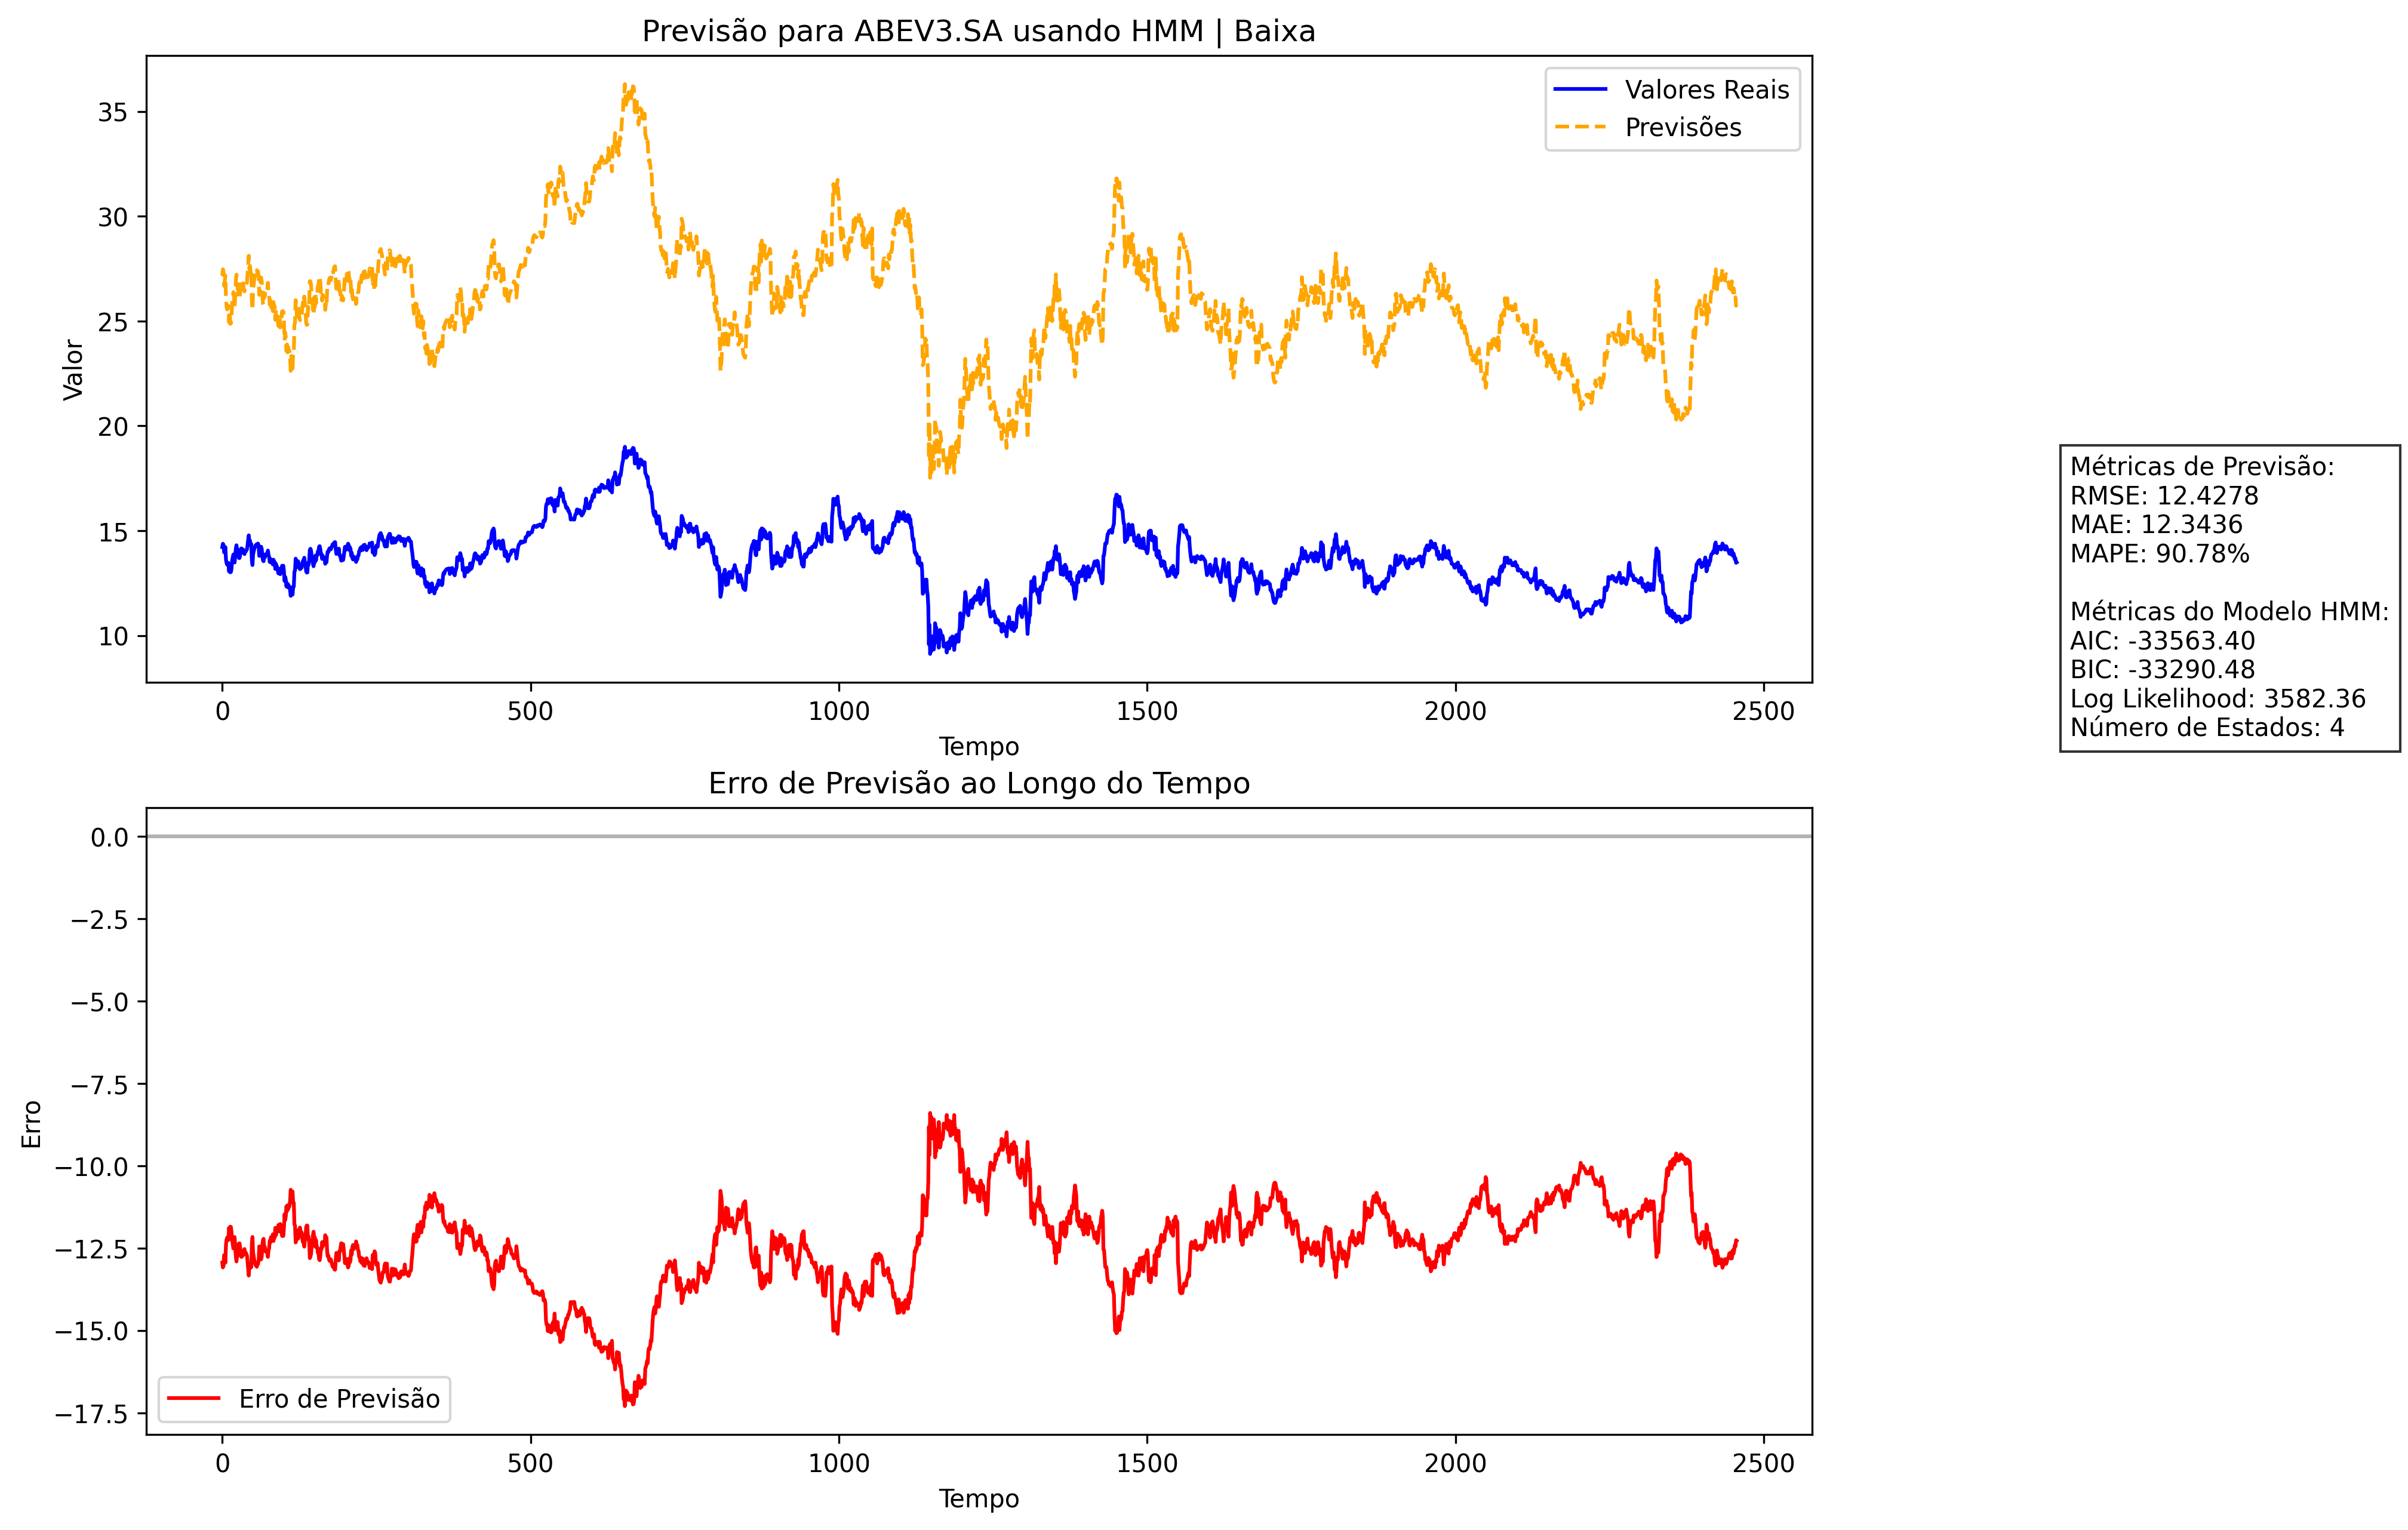 Previsão para ABEV3.SA usando HMM | Baixa
Valores Reais
Previsões
Valor
35
30
25
20
15
10
0 500 1000 1500 2000 2500
Tempo
Métricas de Previsão:
RMSE: 12.4278
MAE: 12.3436
MAPE: 90.78%
Métricas do Modelo HMM:
AIC: -33563.40
BIC: -33290.48
Log Likelihood: 3582.36
Número de Estados: 4
Erro de Previsão ao Longo do Tempo
Erro
0.0
−2.5
−5.0
−7.5
−10.0
−12.5
−15.0
−17.5
Erro de Previsão
0 500 1000 1500 2000 2500
Tempo